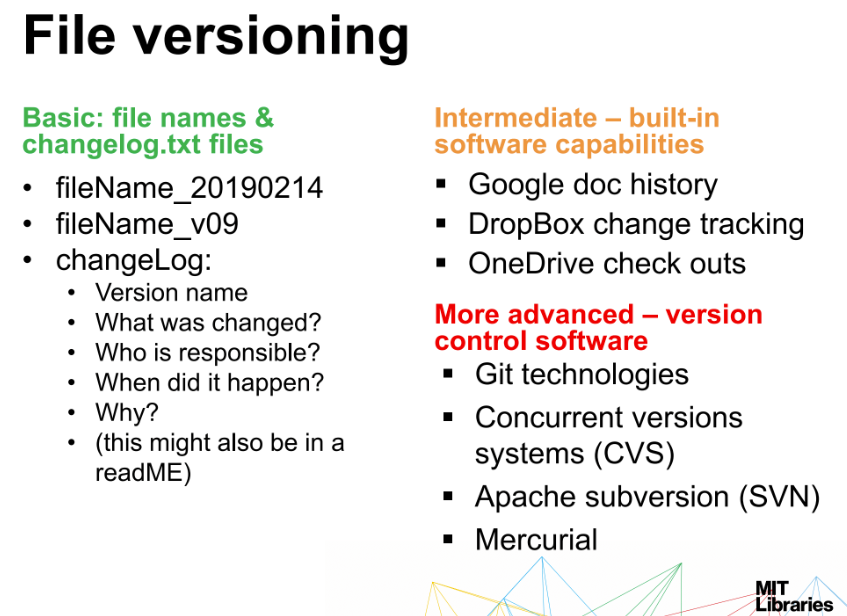 File versioning
Basic: file names &
changelog.txt files
• fileName_20190214
• fileName_v09
• changeLog:
• Version name
• What was changed?
• Who is responsible?
• When did it happen?
• Why?
• (this might also be in a
readME)
Intermediate – built-in
software capabilities
▪ Google doc history
▪ DropBox change tracking
▪ OneDrive check outs
More advanced – version
control software
▪ Git technologies
▪ Concurrent versions
systems (CVS)
▪ Apache subversion (SVN)
▪ Mercurial
MIT
Libraries